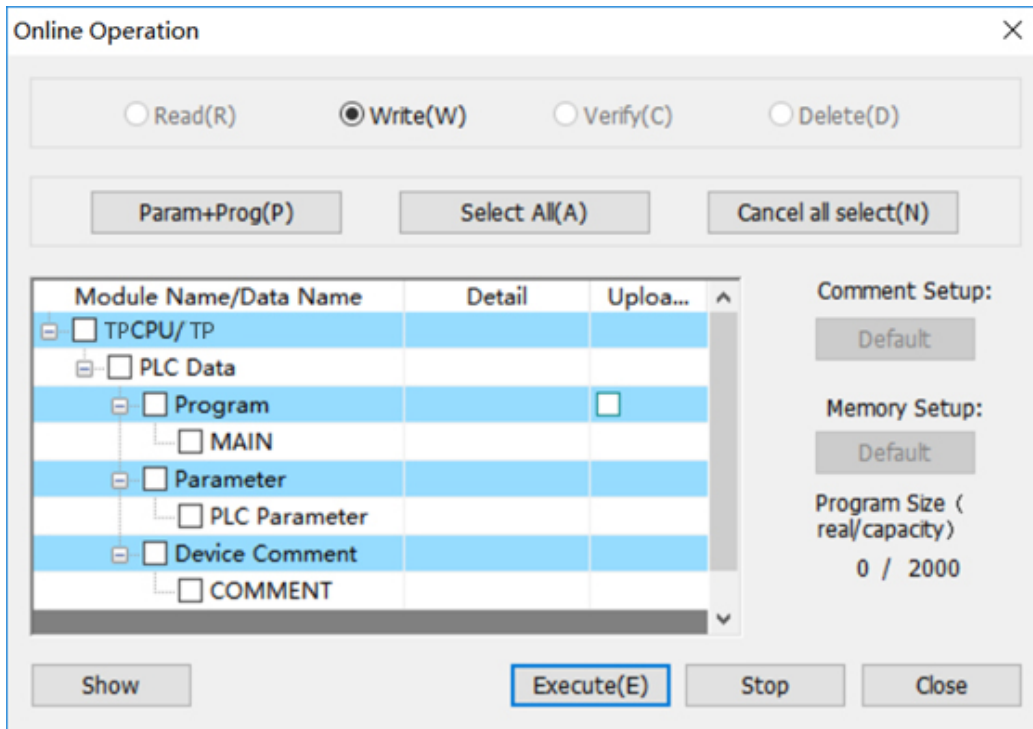 Online Operation
Read(R) Write(W) Verify(C) Delete(D)
Param+Prog(P) Select All(A) Cancel all select(N)
Module Name/Data Name Detail Uploa...
TPCPU/ TP
PLC Data
Program
MAIN
Parameter
PLC Parameter
Device Comment
COMMENT
Comment Setup:
Default
Memory Setup:
Default
Program Size (
real/capacity)
0 / 2000
Show Execute(E) Stop Close